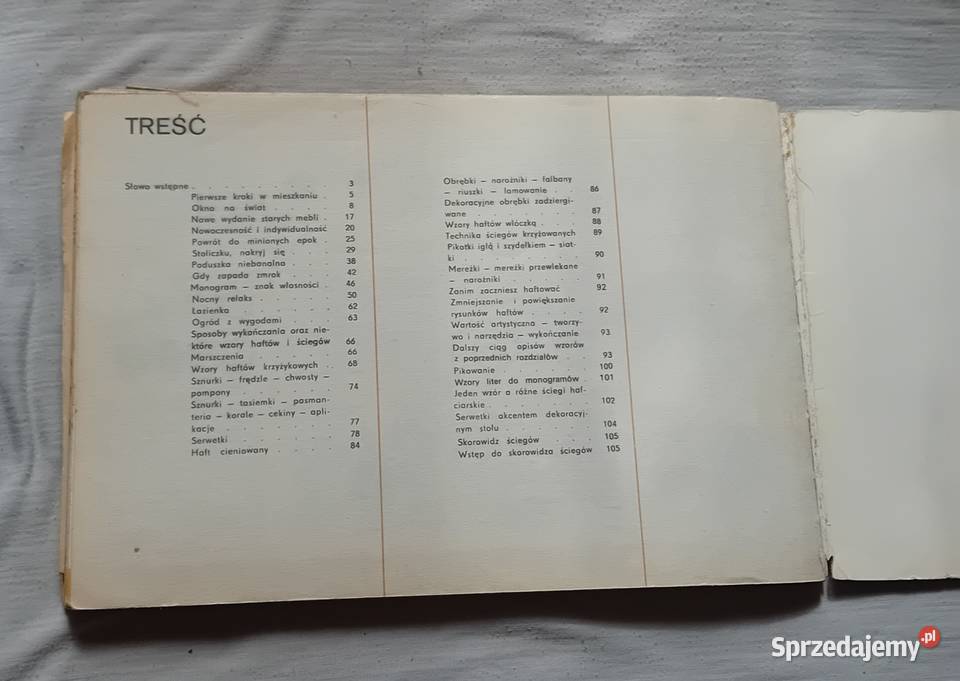 TREŚĆ
Słowo wstępne . . . . . . . . 3
Pierwsze kroki w mieszkaniu . 5
Okna na świat . . . . 8
Nowe wydanie starych mebli . 17
Nowoczesność i indywidualność 20
Powrót do minionych epok . 25
Stoliczku, nakryj się . . . 29
Poduszka niebanalna . . . 38
Gdy zapada zmrok . . . 42
Monogram — znak własności . 46
Nocny relaks . . . . . 50
Łazienka . . . . . . 62
Ogród z wygodami . . . 63
Sposoby wykończania oraz nie-
które wzory haftów i ściegów 66
Marszczenia . . . . . 66
Wzory haftów krzyżykowych . . 68
Sznurki — frędzle — chwosty —
pompony . . . . . . 74
Sznurki — tasiemki — pasman-
teria — korale — cekiny — apli-
kacje . . . . . . 77
Serwetki . . . . . . 78
Haft cieniowany . . . . 84
Obrębki — narożniki — falbany
— riuszki — lamowanie . . 86
Dekoracyjne obrębki zadziergi-
wane . . . . . . 87
Wzory haftów włóczką . . 88
Technika ściegów krzyżowanych 89
Pikotki igłą i szydełkiem — siat-
ki . . . . . . . 90
Mereżki — mereżki przewlekane
— narożniki . . . . . 91
Zanim zaczniesz haftować 92
Zmniejszanie i powiększanie
rysunków haftów . . . . 92
Wartość artystyczna — tworzy-
wo i narzędzia — wykończanie 93
Dalszy ciąg opisów wzorów
z poprzednich rozdziałów . . 93
Pikowanie . . . . . . 100
Wzory liter do monogramów . 101
Jeden wzór a różne ściegi haf-
ciarskie . . . . . . 102
Serwetki akcentem dekoracyj-
nym stołu . . . . . 104
Skorowidz ściegów . . . 105
Wstęp do skorowidza ściegów 105
Sprzedajemy.pl